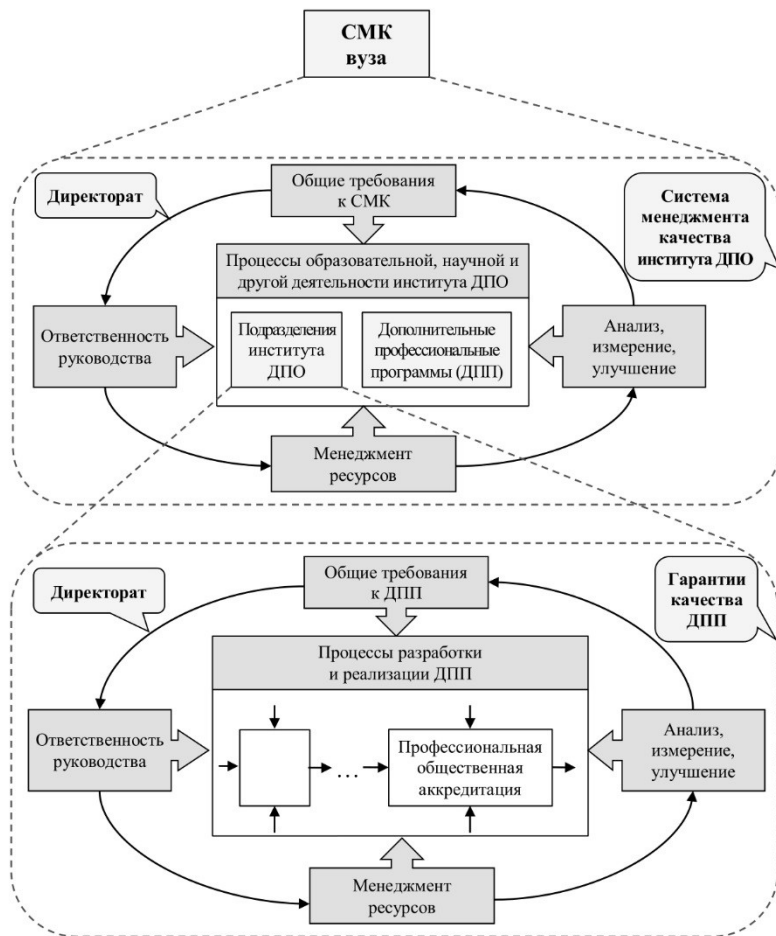 СМК
вуза
Директорат
Общие требования
к СМК
Система
менеджмента
качества
института ДПО
Процессы образовательной, научной и
другой деятельности института ДПО
Ответственность
руководства
Подразделения
института
ДПО
Дополнительные
профессиональные
программы (ДПП)
Анализ,
измерение,
улучшение
Менеджмент
ресурсов
Директорат
Общие требования
к ДПП
Гарантии
качества
ДПП
Процессы разработки
и реализации ДПП
Ответственность
руководства
...
Профессиональная
общественная
аккредитация
Анализ,
измерение,
улучшение
Менеджмент
ресурсов